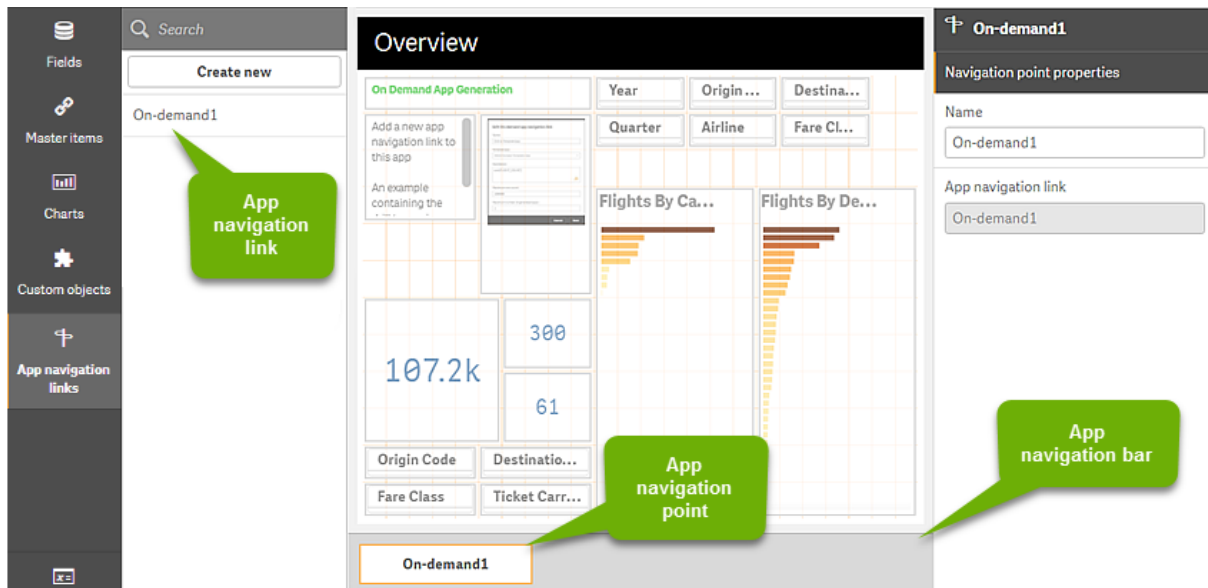 Fields
Master items
Charts
Custom objects
App navigation
links
Search
Create new
On-demand1
App
navigation
link
Overview
On Demand App Generation
Add a new app
navigation link to
this app
An example
containing the
Year
Origin ...
Destina...
Quarter
Airline
Fare Cl...
Flights By Ca...
Flights By De...
107.2k
300
61
Origin Code
Destinatio...
Fare Class
Ticket Carr...
App
navigation
point
On-demand1
On-demand1
Navigation point properties
Name
On-demand1
App navigation link
On-demand1
App
navigation bar